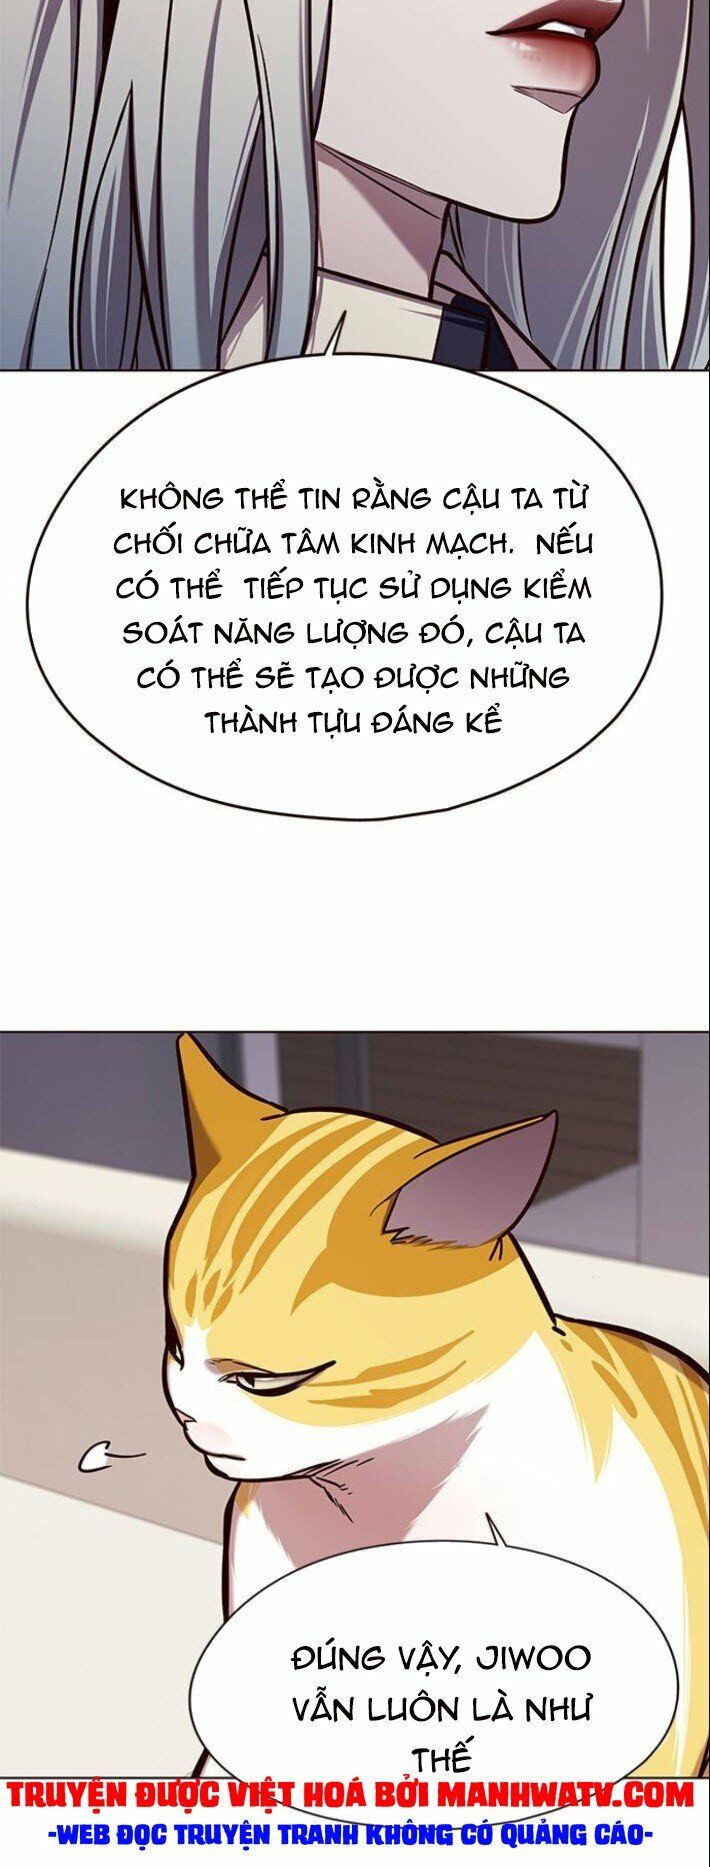 KHÔNG THỂ TIN RẰNG CẬU TA TỪ
CHỐI CHỮA TÂM KINH MẠCH. NẾU
CÓ THỂ TIẾP TỤC SỬ DỤNG KIỂM
SOÁT NĂNG LƯỢNG ĐÓ, CẬU TA
CÓ THỂ SẼ TẠO ĐƯỢC NHỮNG
THÀNH TỰU ĐÁNG KỂ
ĐÚNG VẬY, JIWOO
VẪN LUÔN LÀ NHƯ
THẾ
TRUYỆN ĐƯỢC VIỆT HOÁ BỞI MANHWATV.COM
-WEB ĐỌC TRUYỆN TRANH KHÔNG CÓ QUẢNG CÁO-